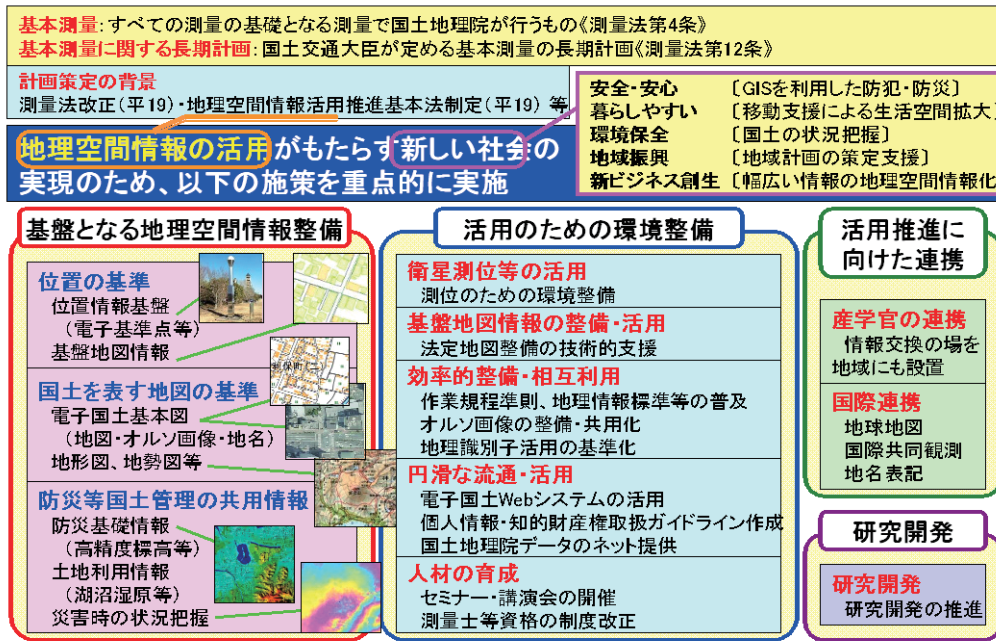 基本測量:すべての測量の基礎となる測量で国土地理院が行うもの《測量法第4条》
基本測量に関する長期計画:国土交通大臣が定める基本測量の長期計画《測量法第12条》
計画策定の背景
測量法改正(平19)・地理空間情報活用推進基本法制定(平19) 等
安全・安心 〔GISを利用した防犯・防災〕
暮らしやすい 〔移動支援による生活空間拡大〕
環境保全 〔国土の状況把握〕
地域振興 〔地域計画の策定支援〕
新ビジネス創生 〔幅広い情報の地理空間情報化
地理空間情報の活用がもたらす新しい社会の
実現のため、以下の施策を重点的に実施
基盤となる地理空間情報整備
位置の基準
位置情報基盤
(電子基準点等)
基盤地図情報
国土を表す地図の基準
電子国土基本図
(地図・オルソ画像・地名)
地形図、地勢図等
防災等国土管理の共用情報
防災基礎情報
(高精度標高等)
土地利用情報
(湖沼湿原等)
災害時の状況把握
活用のための環境整備
衛星測位等の活用
測位のための環境整備
基盤地図情報の整備・活用
法定地図整備の技術的支援
効率的整備・相互利用
作業規程準則、地理情報標準等の普及
オルソ画像の整備・共用化
地理識別子活用の基準化
円滑な流通・活用
電子国土Webシステムの活用
個人情報・知的財産権取扱ガイドライン作成
国土地理院データのネット提供
人材の育成
セミナー・講演会の開催
測量士等資格の制度改正
活用推進に
向けた連携
産学官の連携
情報交換の場を
地域にも設置
国際連携
地球地図
国際共同観測
地名表記
研究開発
研究開発
研究開発の推進